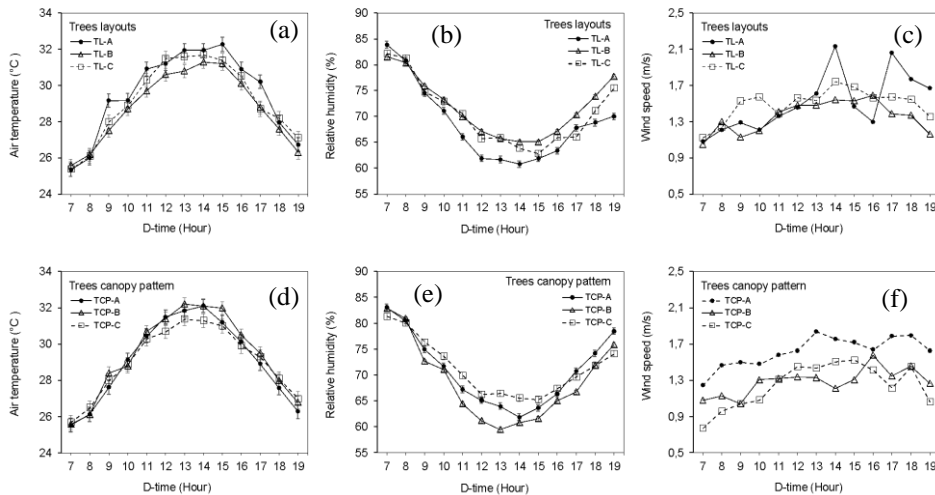 (a)
Trees layouts
TL-A
TL-B
TL-C
Air temperature (°C)
34
32
30
28
26
24
7 8 9 10 11 12 13 14 15 16 17 18 19
D-time (Hour)
(b)
Trees layouts
TL-A
TL-B
TL-C
Relative humidity (%)
90
85
80
75
70
65
60
55
50
7 8 9 10 11 12 13 14 15 16 17 18 19
D-time (Hour)
(c)
Trees layouts
TL-A
TL-B
TL-C
Wind speed (m/s)
2,5
2,1
1,7
1,3
0,9
0,5
7 8 9 10 11 12 13 14 15 16 17 18 19
D-time (Hour)
(d)
Trees canopy pattern
TCP-A
TCP-B
TCP-C
Air temperature (°C)
34
32
30
28
26
24
7 8 9 10 11 12 13 14 15 16 17 18 19
D-time (Hour)
(e)
Trees canopy pattern
TCP-A
TCP-B
TCP-C
Relative humidity (%)
90
85
80
75
70
65
60
55
50
7 8 9 10 11 12 13 14 15 16 17 18 19
D-time (Hour)
(f)
Trees canopy pattern
TCP-A
TCP-B
TCP-C
Wind speed (m/s)
2,5
2,1
1,7
1,3
0,9
0,5
7 8 9 10 11 12 13 14 15 16 17 18 19
D-time (Hour)